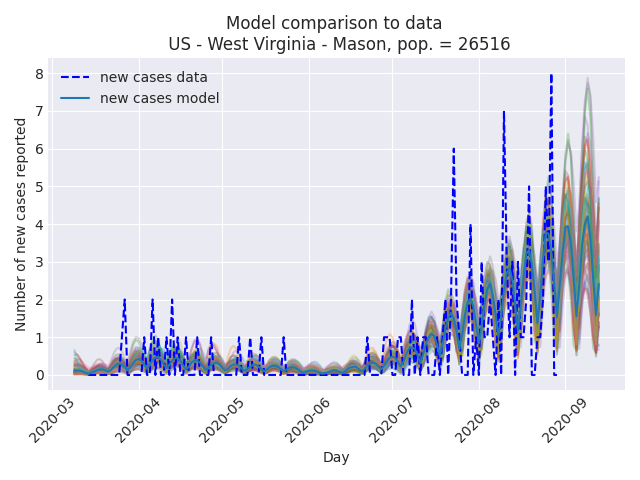 Model comparison to data
US - West Virginia - Mason, pop. = 26516
new cases data
new cases model
8
7
6
5
4
3
2
1
0
Number of new cases reported
2020-03
2020-04
2020-05
2020-06
2020-07
2020-08
2020-09
Day